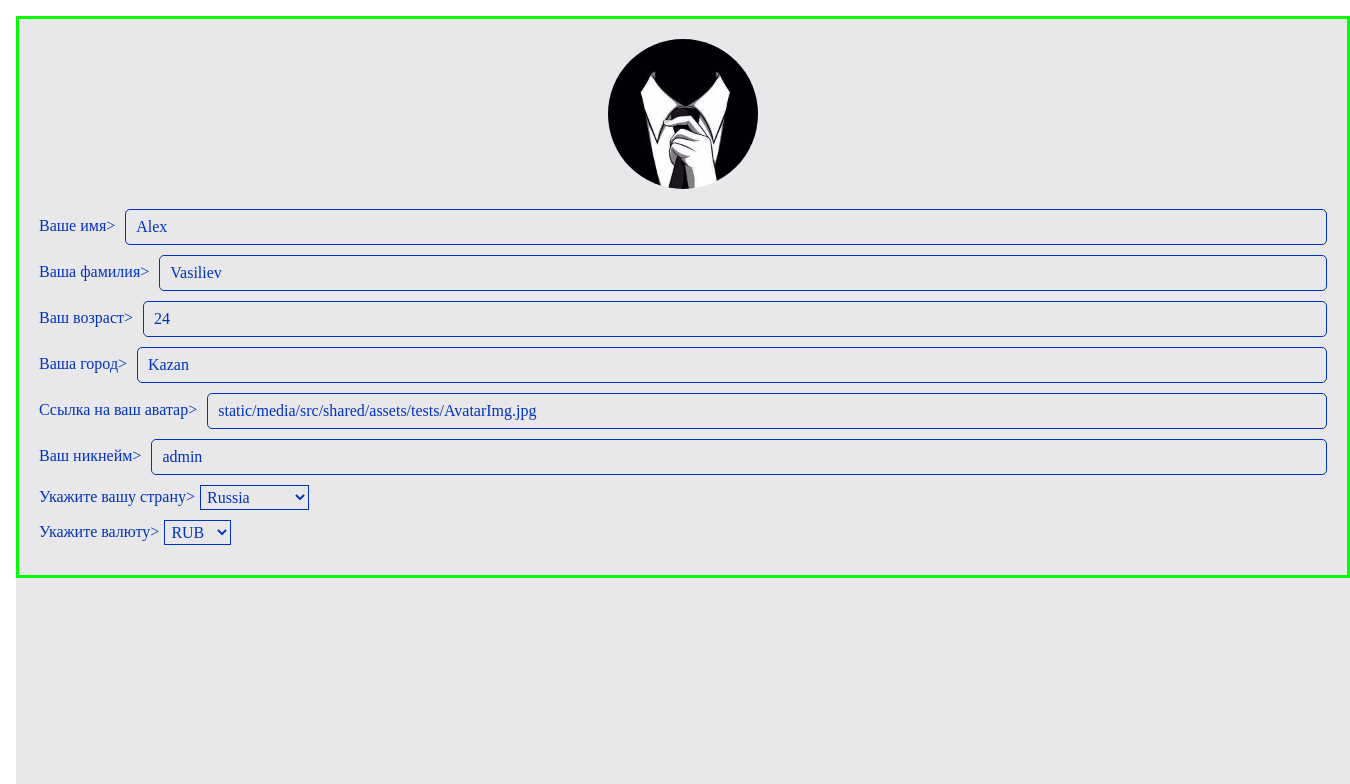 Ваше имя> Alex
Ваша фамилия> Vasiliev
Ваш возраст> 24
Ваша город> Kazan
Ссылка на ваш аватар> static/media/src/shared/assets/tests/AvatarImg.jpg
Ваш никнейм> admin
Укажите вашу страну> Russia
Укажите валюту> RUB